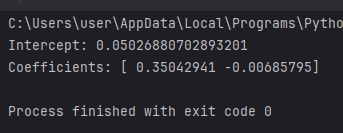 C:\Users\user\AppData\Local\Programs\Pytho
Intercept: 0.05026880702893201
Coefficients: [ 0.35042941 -0.00685795]
Process finished with exit code 0